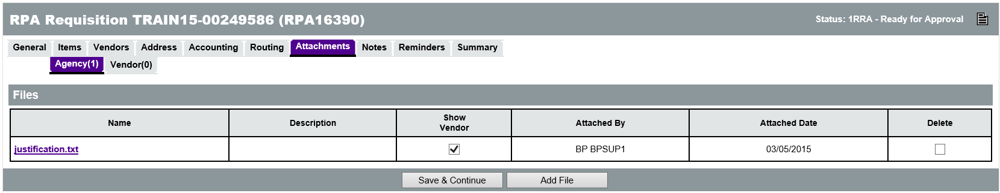 RPA Requisition TRAIN15-00249586 (RPA16390)
Status: 1RRA - Ready for Approval
General Items Vendors Address Accounting Routing Attachments Notes Reminders Summary
Agency(1) Vendor(0)
Files
Name Description Show Vendor Attached By Attached Date Delete
justification.txt BP BPSUP1 03/05/2015
Save & Continue Add File